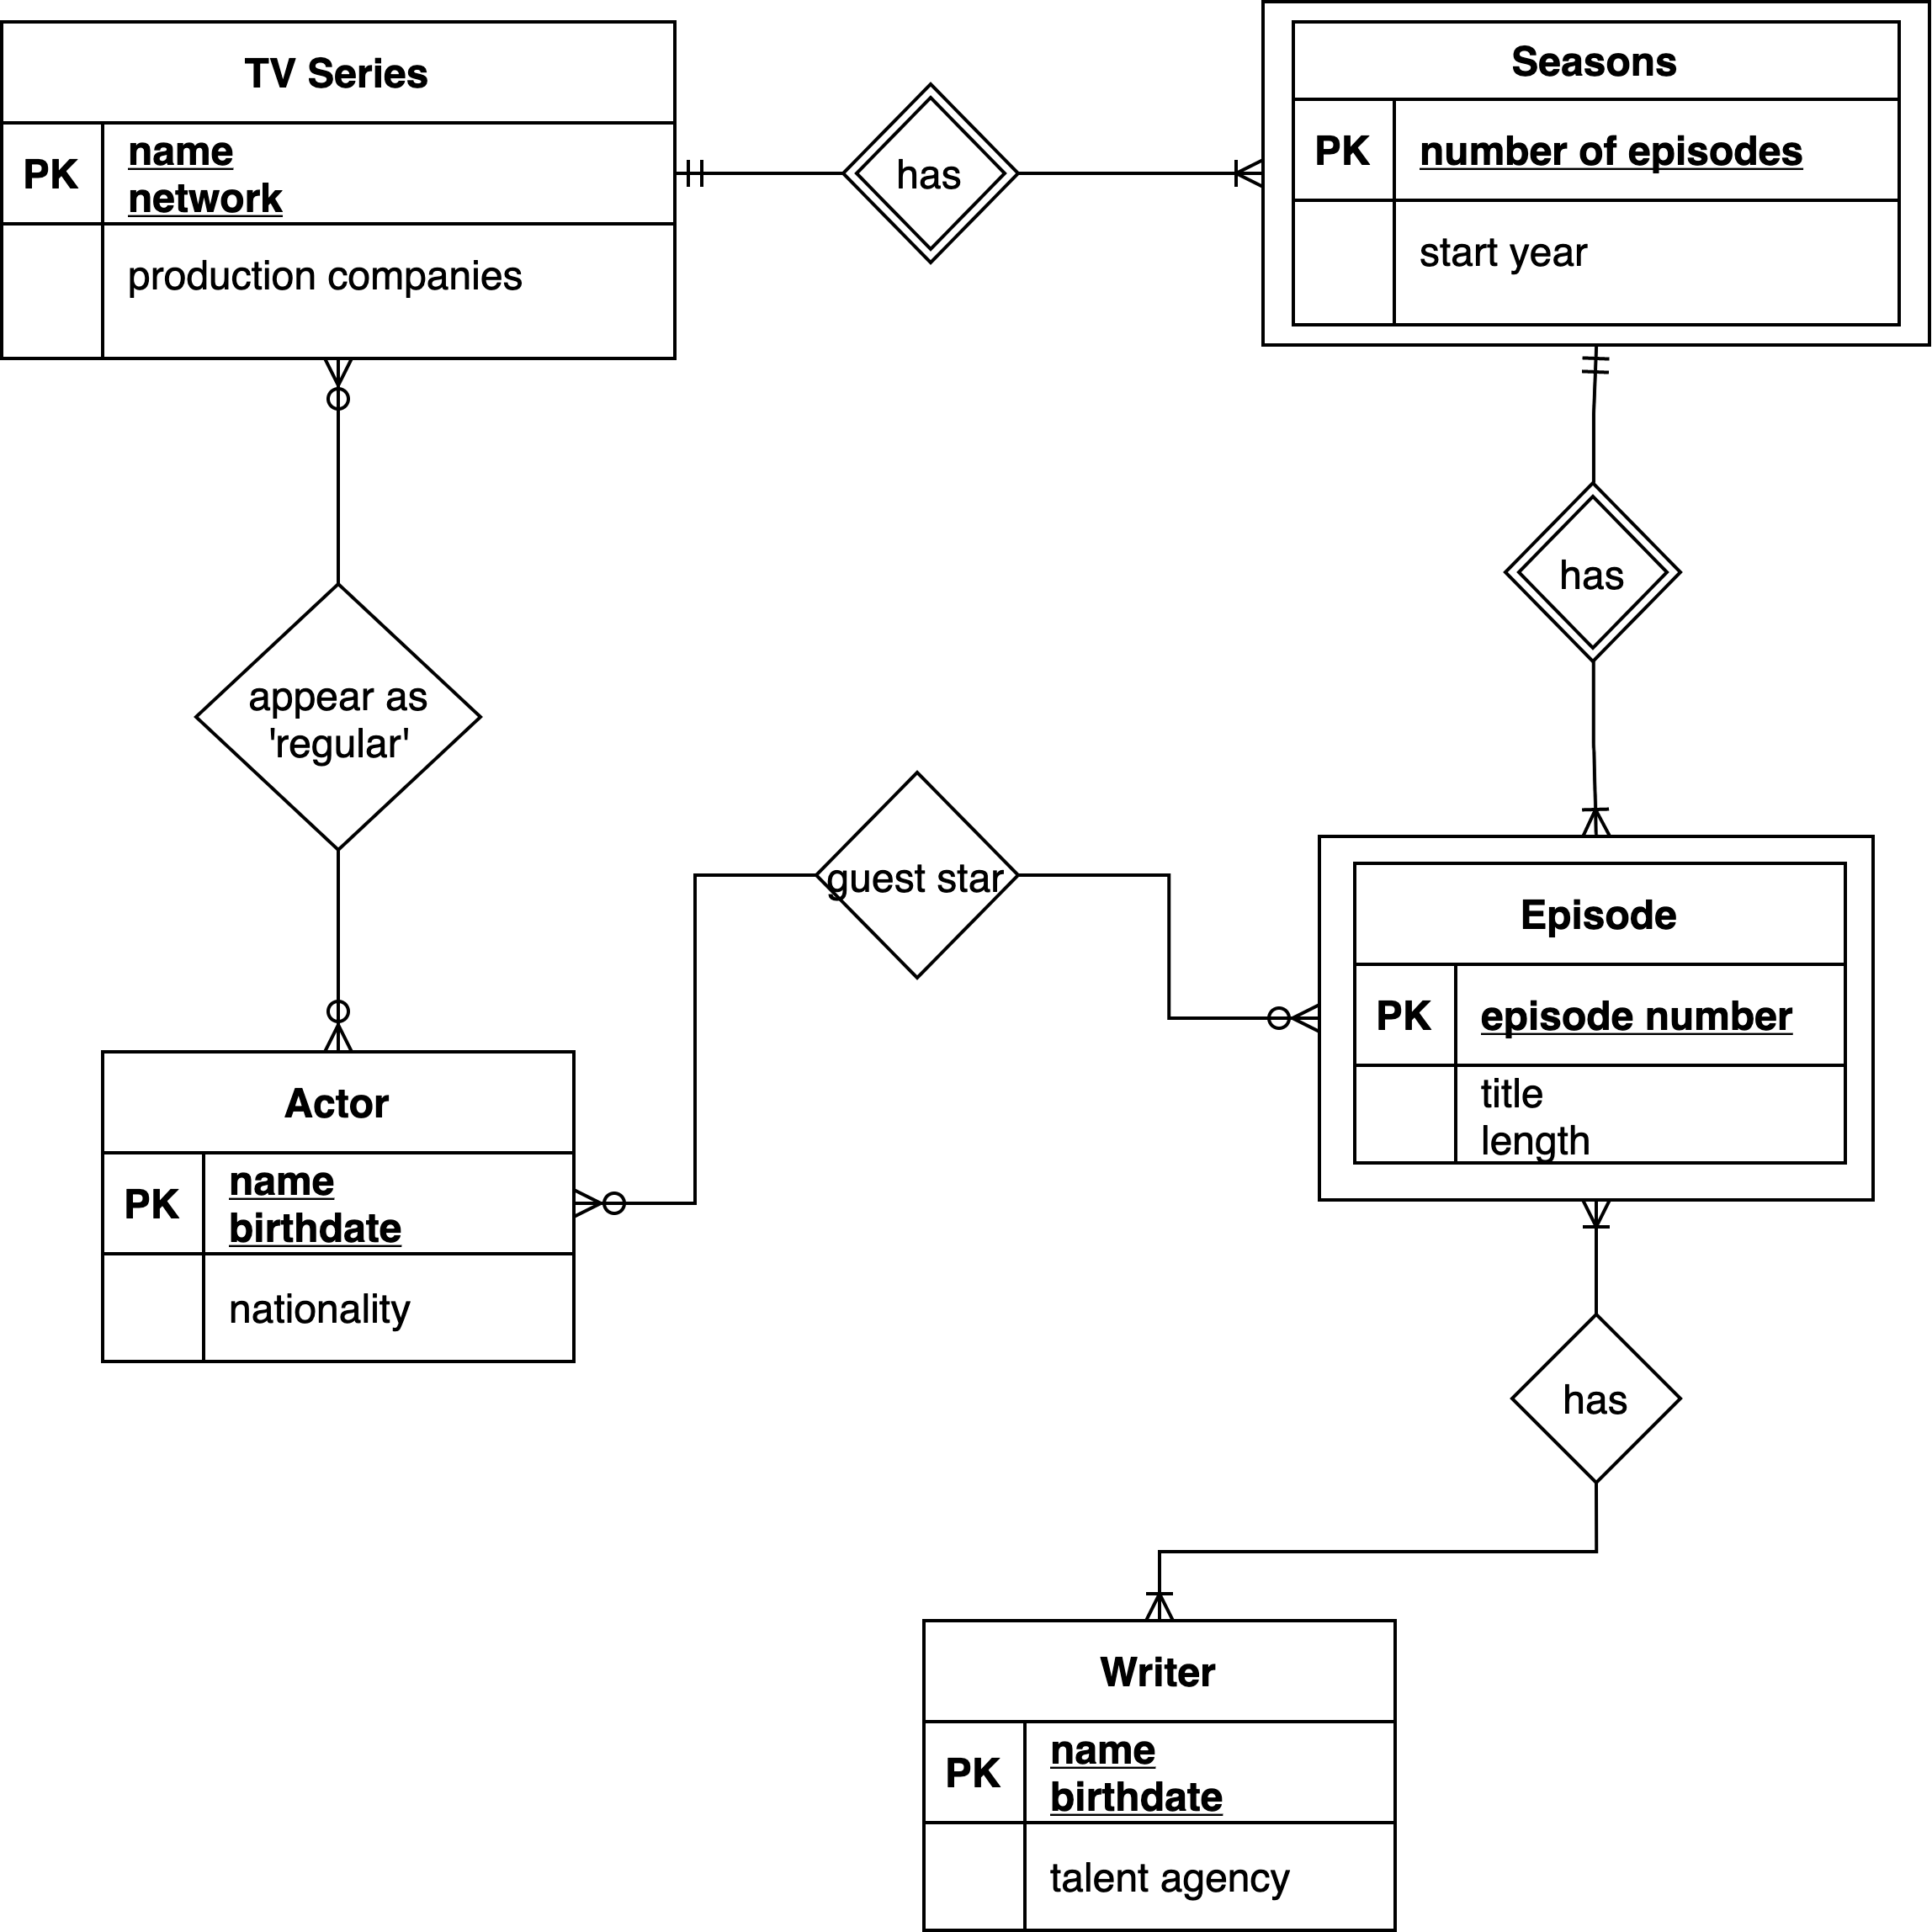 TV Series
PK
name
network
production companies
has
Seasons
PK
number of episodes
start year
has
appear as
'regular'
guest star
Episode
PK
episode number
title
length
Actor
PK
name
birthdate
nationality
has
Writer
PK
name
birthdate
talent agency